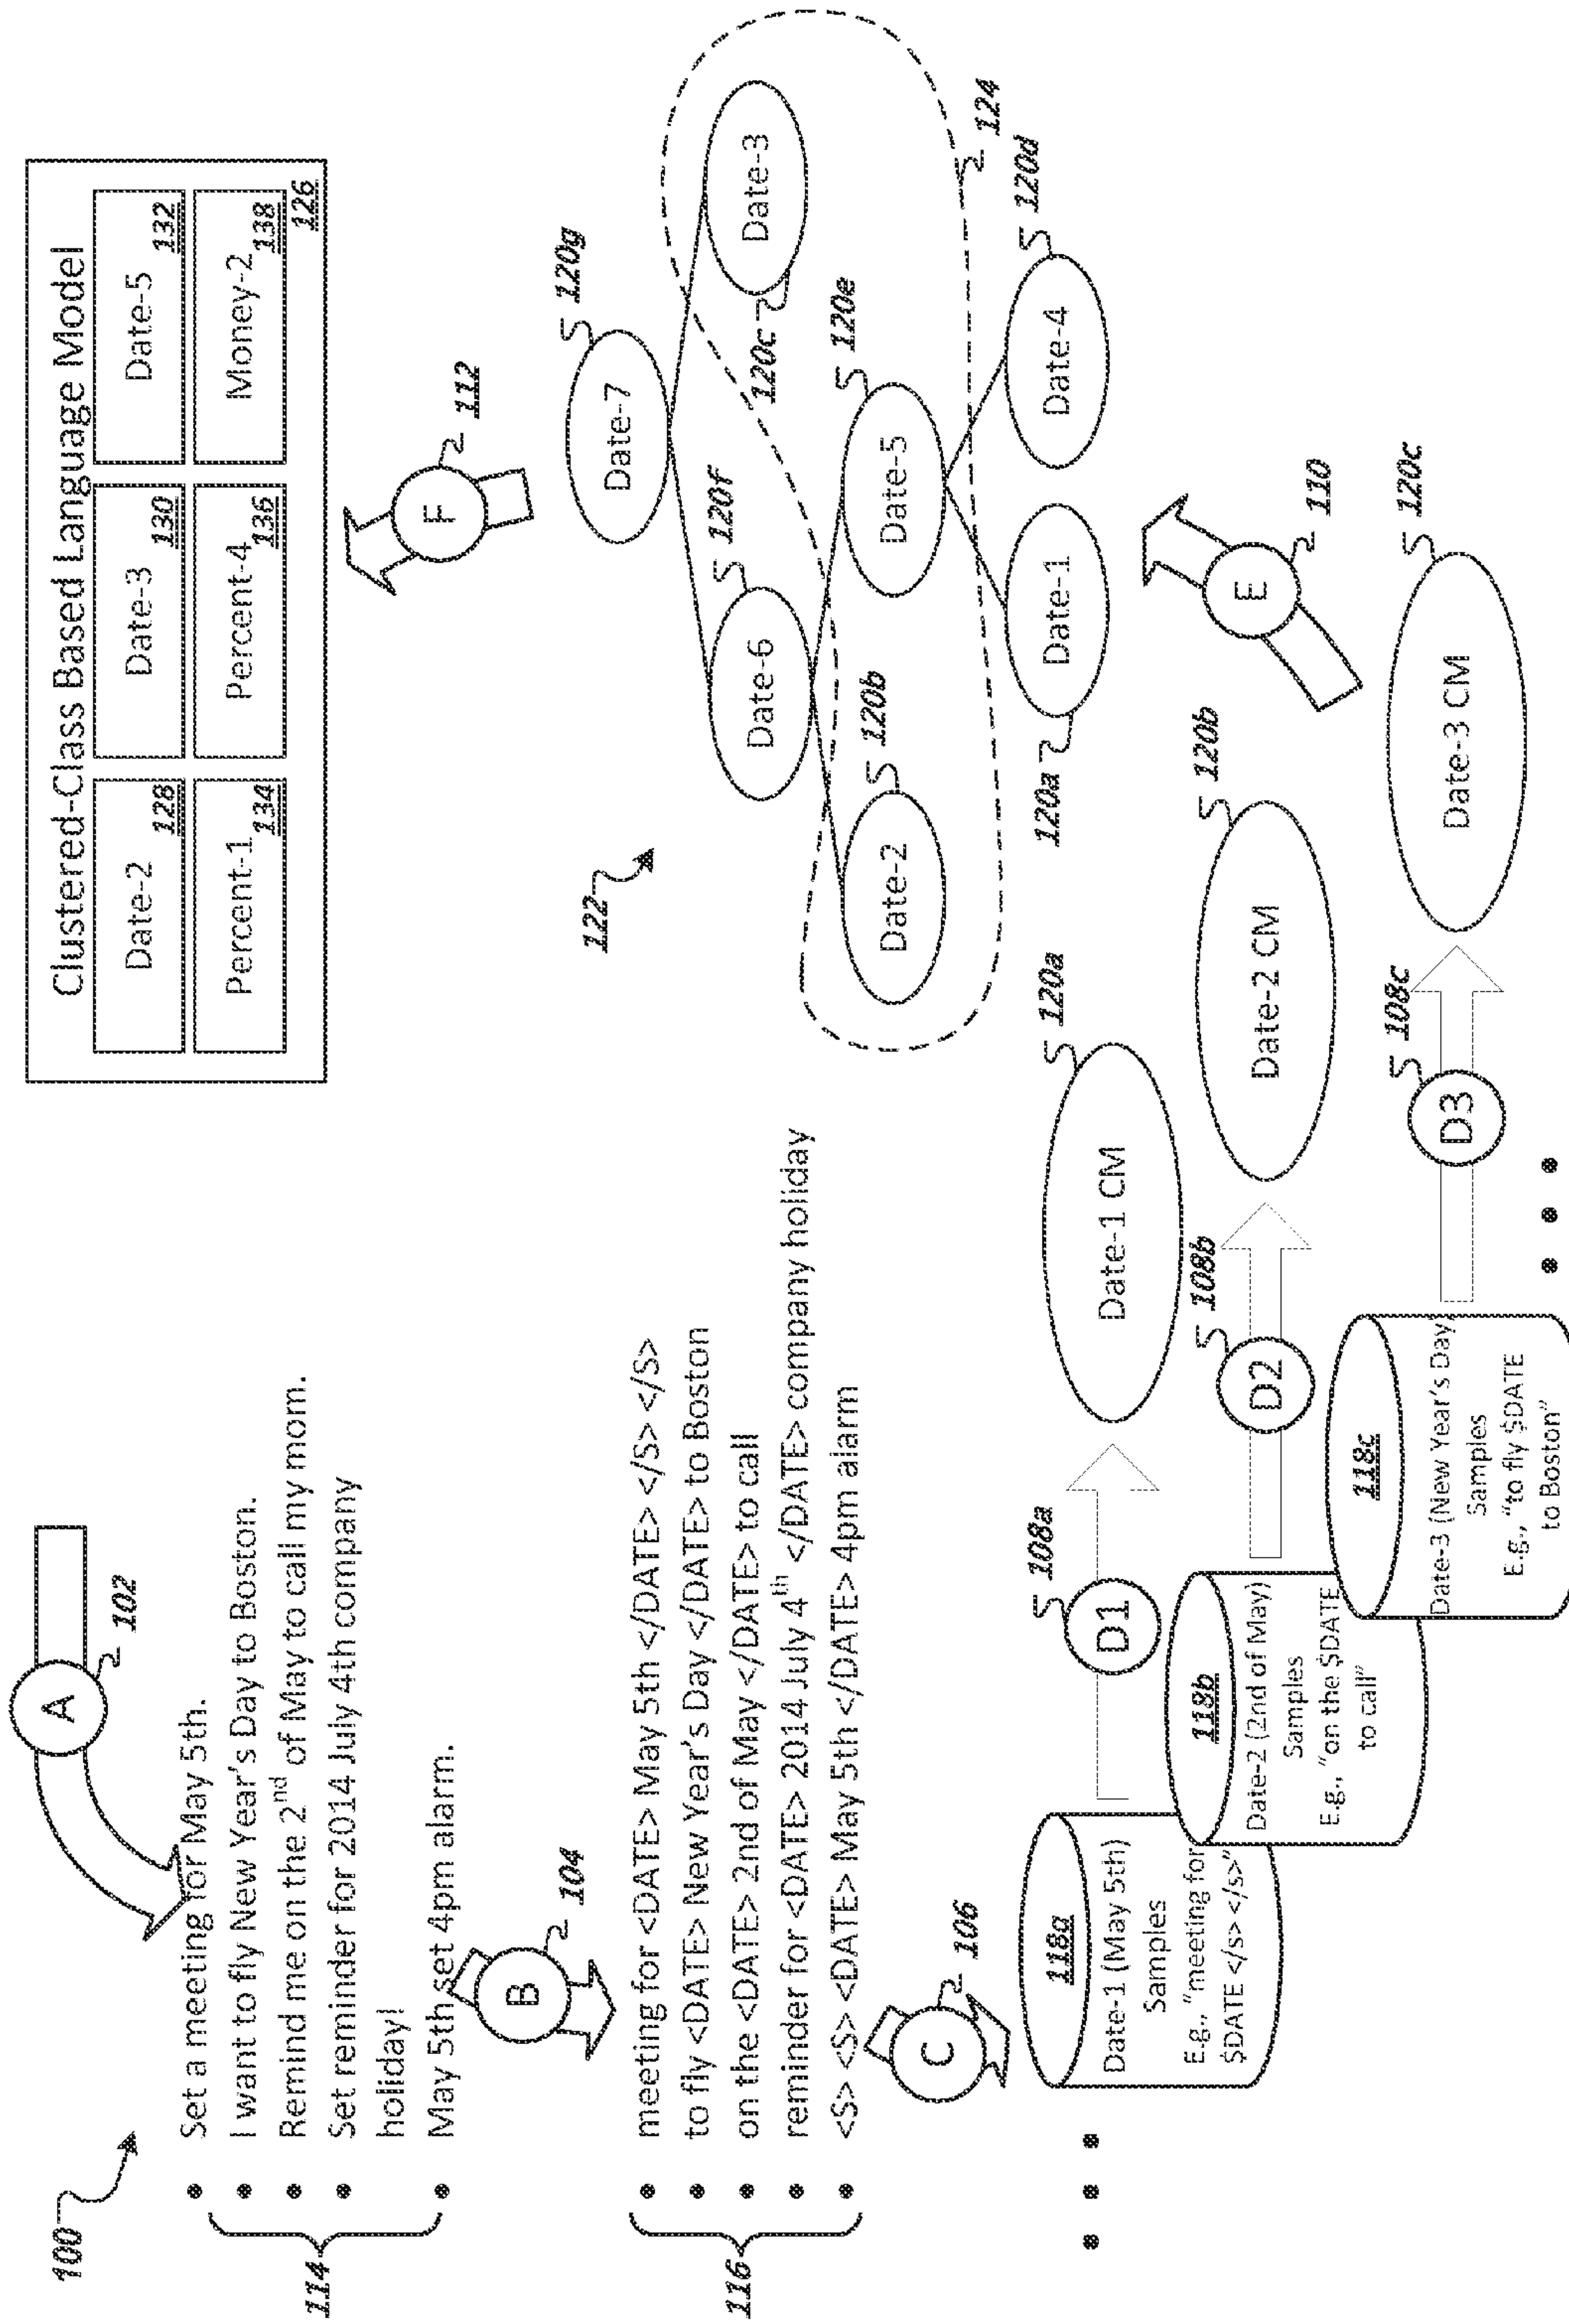 100
A
102
114
Set a meeting for May 5th.
I want to fly New Year's Day to Boston.
Remind me on the 2nd of May to call my mom.
Set reminder for 2014 July 4th company
holiday!
May 5th set 4pm alarm.
B
104
116
meeting for <DATE> May 5th </DATE> </S> </S>
to fly <DATE> New Year's Day </DATE> to Boston
on the <DATE> 2nd of May </DATE> to call
reminder for <DATE> 2014 July 4th </DATE> company holiday
<S> <S> <DATE> May 5th </DATE> 4pm alarm
C
106
118a
Date-1 (May 5th)
Samples
E.g., "meeting for
$DATE </s> </s>"
118b
Date-2 (2nd of May)
Samples
E.g., "on the $DATE
to call"
118c
Date-3 (New Year's Day
Samples
E.g., "to fly $DATE
to Boston"
D1
108a
D2
108b
D3
108c
Date-1 CM
120a
Date-2 CM
120b
Date-3 CM
120c
E
110
122
Date-7
120g
Date-6
120f
Date-3
120c
Date-2
120b
Date-5
120e
124
Date-1
120a
Date-4
120d
F
112
Clustered-Class Based Language Model
Date-2
128
Date-3
130
Date-5
132
Percent-1
134
Percent-4
136
Money-2
138
126